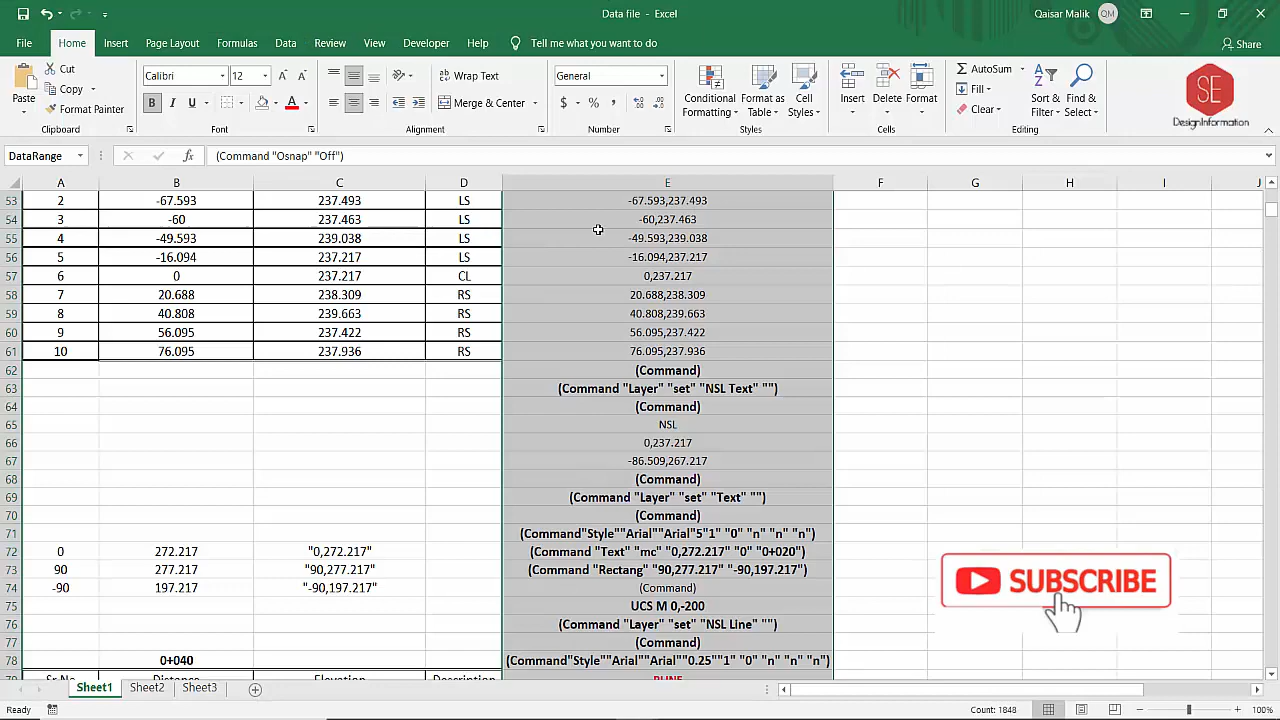 Data file - Excel
Qaisar Malik QM
File Home Insert Page Layout Formulas Data Review View Developer Help Tell me what you want to do Share
Paste Cut Copy Format Painter Clipboard
Calibri 12 A A B I U A Font
ab Wrap Text Merge & Center Alignment
General $ % , Number
Conditional Formatting Format as Table Cell Styles Styles
Insert Delete Format Cells
AutoSum Fill Clear Sort & Filter Find & Select Editing
SE DesignInformation
DataRange fx (Command "Osnap" "Off")
A B C D E F G H I J
53 2 -67.593 237.493 LS -67.593,237.493
54 3 -60 237.463 LS -60,237.463
55 4 -49.593 239.038 LS -49.593,239.038
56 5 -16.094 237.217 LS -16.094,237.217
57 6 0 237.217 CL 0,237.217
58 7 20.688 238.309 RS 20.688,238.309
59 8 40.808 239.663 RS 40.808,239.663
60 9 56.095 237.422 RS 56.095,237.422
61 10 76.095 237.936 RS 76.095,237.936
62 (Command)
63 (Command "Layer" "set" "NSL Text" "")
64 (Command)
65 NSL
66 0,237.217
67 -86.509,267.217
68 (Command)
69 (Command "Layer" "set" "Text" "")
70 (Command)
71 (Command"Style""Arial""Arial"5"1" "0" "n" "n" "n")
72 0 272.217 "0,272.217" (Command "Text" "mc" "0,272.217" "0" "0+020")
73 90 277.217 "90,277.217" (Command "Rectang" "90,277.217" "-90,197.217")
74 -90 197.217 "-90,197.217" (Command)
75 UCS M 0,-200
76 (Command "Layer" "set" "NSL Line" "")
77 (Command)
78 0+040 (Command"Style""Arial""Arial""0.25""1" "0" "n" "n" "n")
79 Sr.No Distance Elevation Description PLINE
SUBSCRIBE
Sheet1 Sheet2 Sheet3
Ready Count: 1848 100%